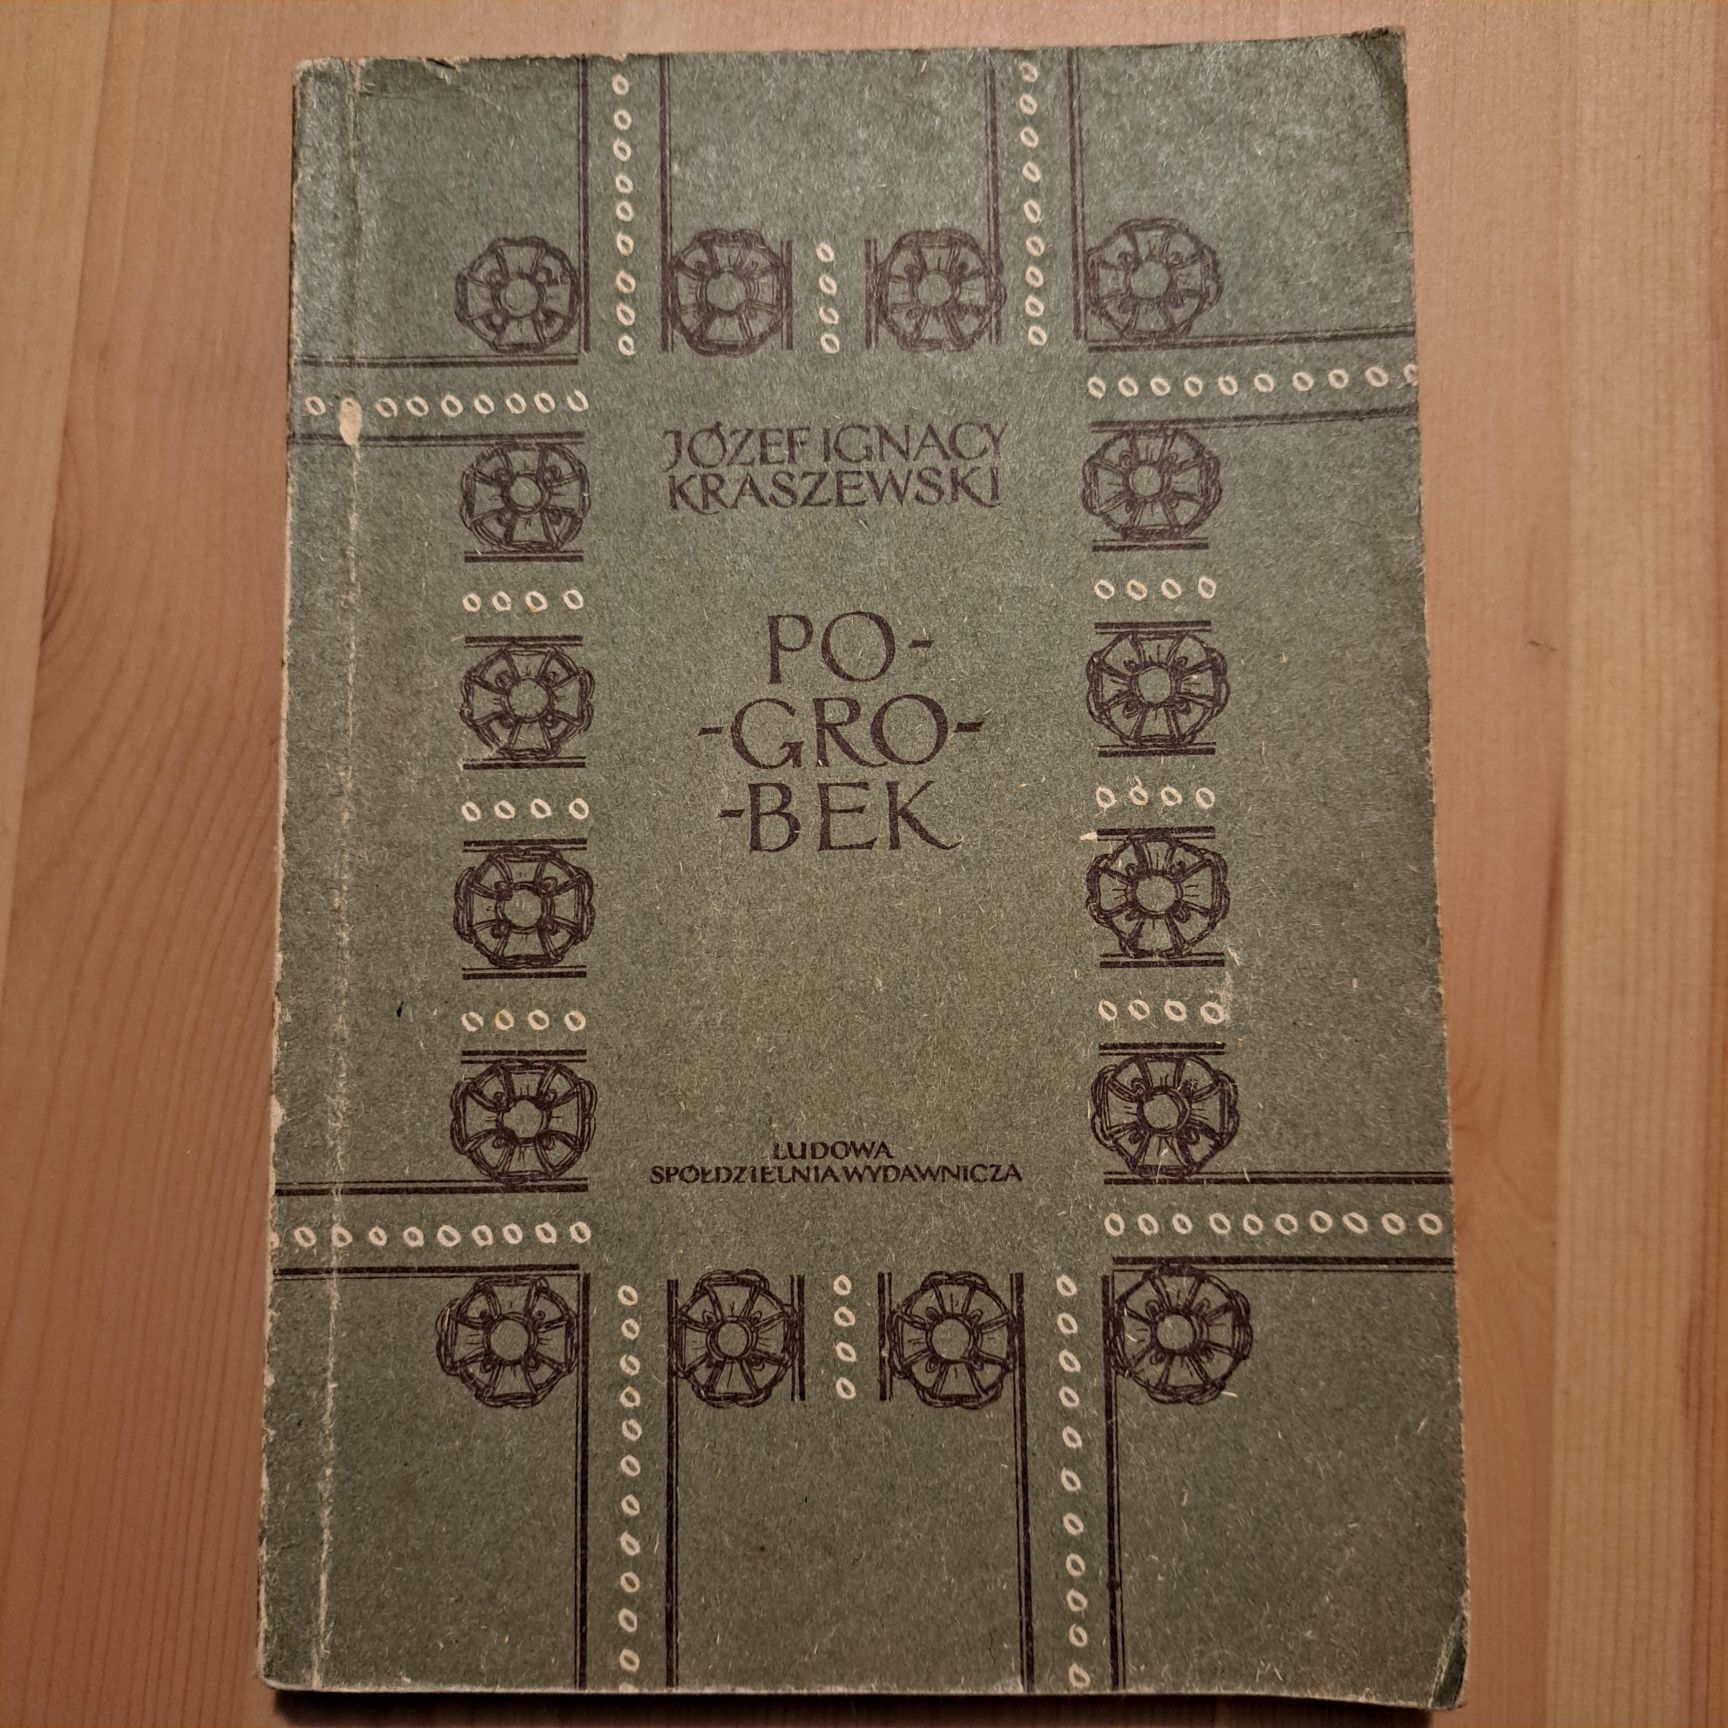 JÓZEF IGNACY
KRASZEWSKI
PO-
-GRO-
-BEK
LUDOWA
SPÓŁDZIELNIA WYDAWNICZA